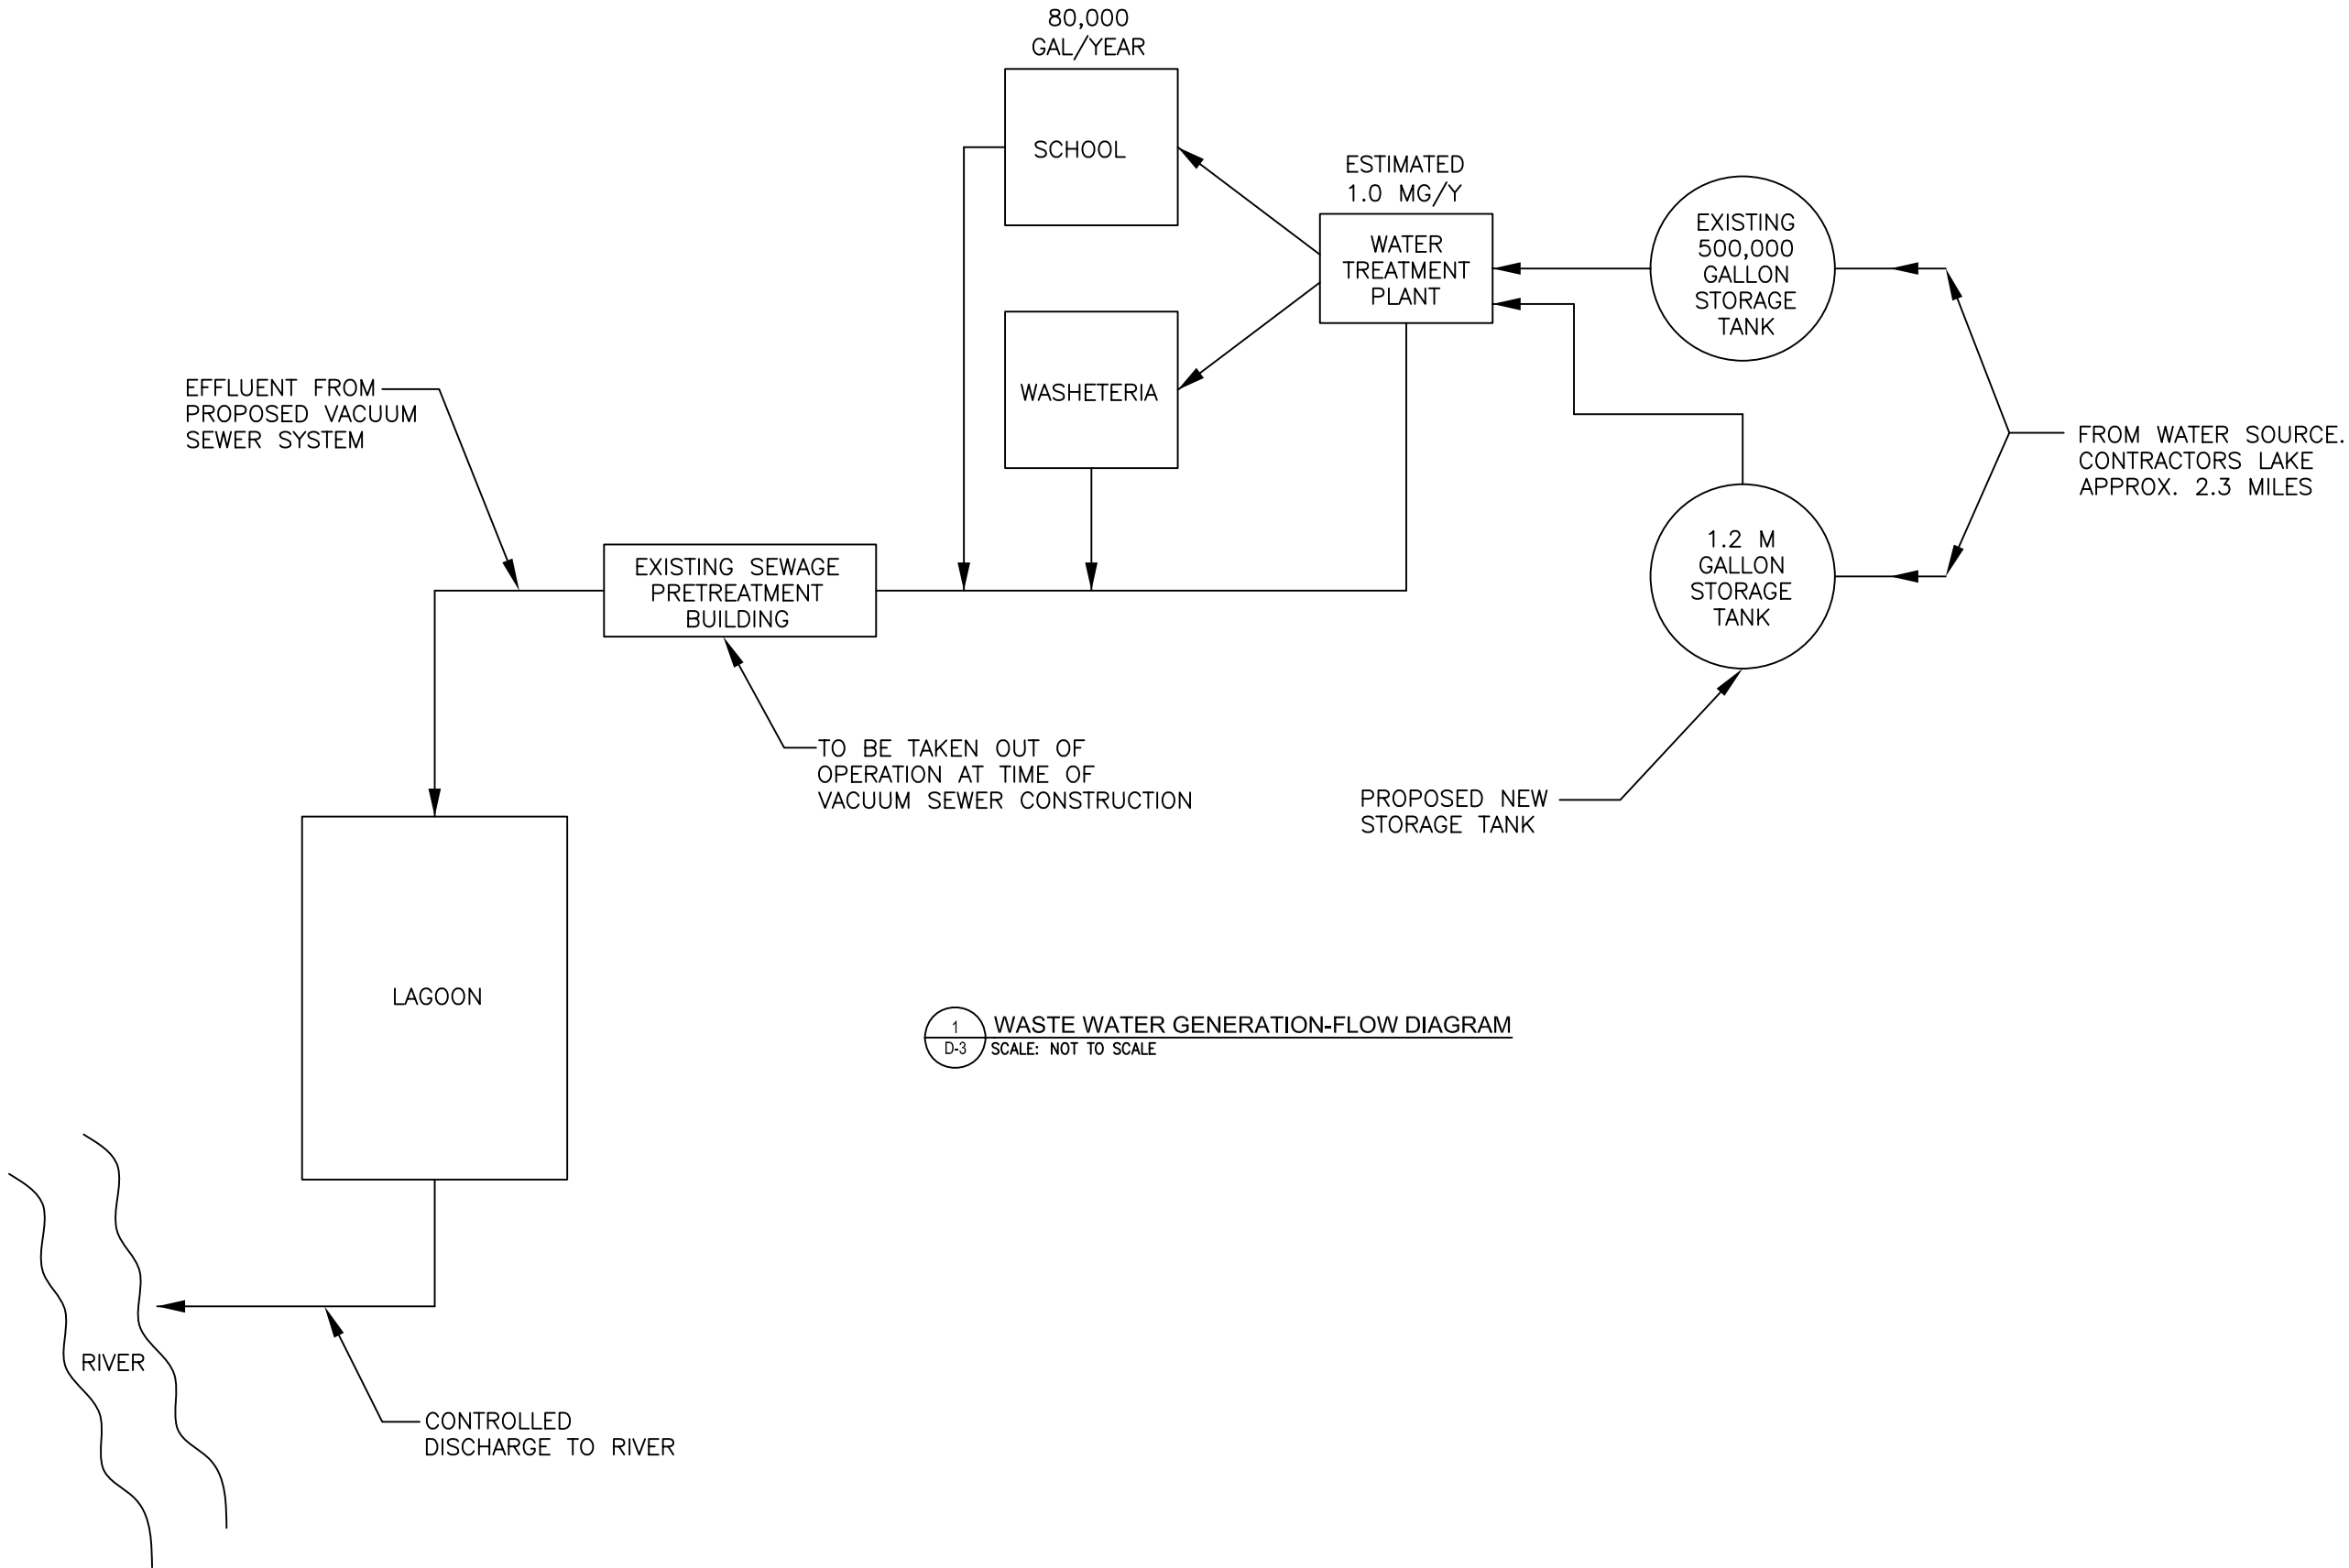 80,000
GAL/YEAR
SCHOOL
ESTIMATED
1.0 MG/Y
WATER
TREATMENT
PLANT
EXISTING
500,000
GALLON
STORAGE
TANK
WASHETERIA
EFFLUENT FROM
PROPOSED VACUUM
SEWER SYSTEM
FROM WATER SOURCE.
CONTRACTORS LAKE
APPROX. 2.3 MILES
EXISTING SEWAGE
PRETREATMENT
BUILDING
1.2 M
GALLON
STORAGE
TANK
TO BE TAKEN OUT OF
OPERATION AT TIME OF
VACUUM SEWER CONSTRUCTION
PROPOSED NEW
STORAGE TANK
LAGOON
1
D-3
WASTE WATER GENERATION-FLOW DIAGRAM
SCALE: NOT TO SCALE
RIVER
CONTROLLED
DISCHARGE TO RIVER